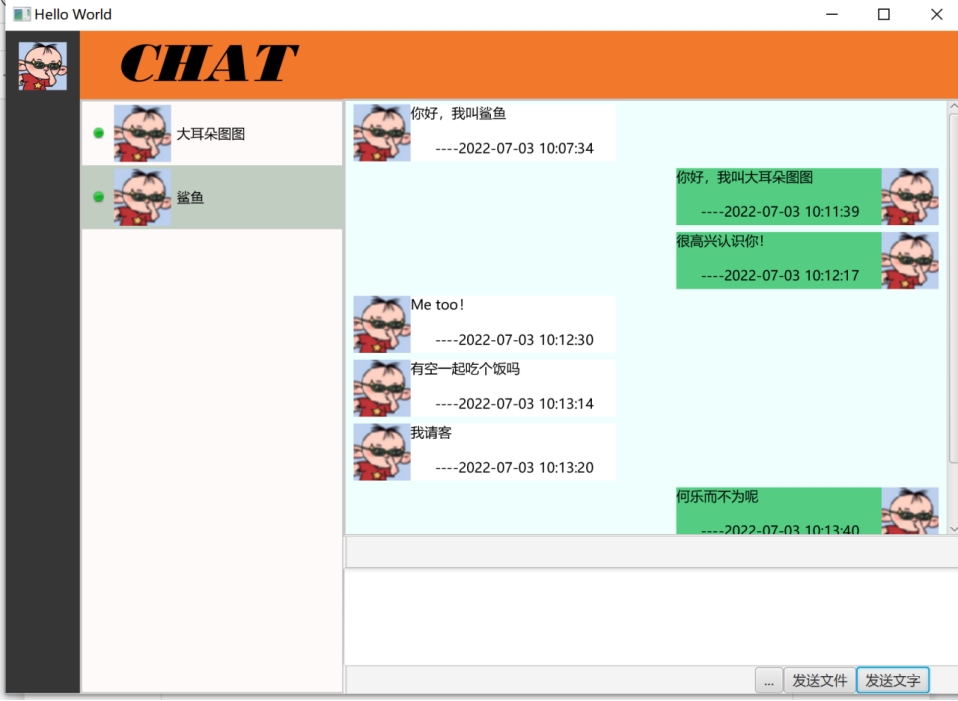 Hello World
CHAT
大耳朵图图
鲨鱼
你好，我叫鲨鱼
----2022-07-03 10:07:34
你好，我叫大耳朵图图
----2022-07-03 10:11:39
很高兴认识你！
----2022-07-03 10:12:17
Me too！
----2022-07-03 10:12:30
有空一起吃个饭吗
----2022-07-03 10:13:14
我请客
----2022-07-03 10:13:20
何乐而不为呢
----2022-07-03 10:13:40
...
发送文件
发送文字